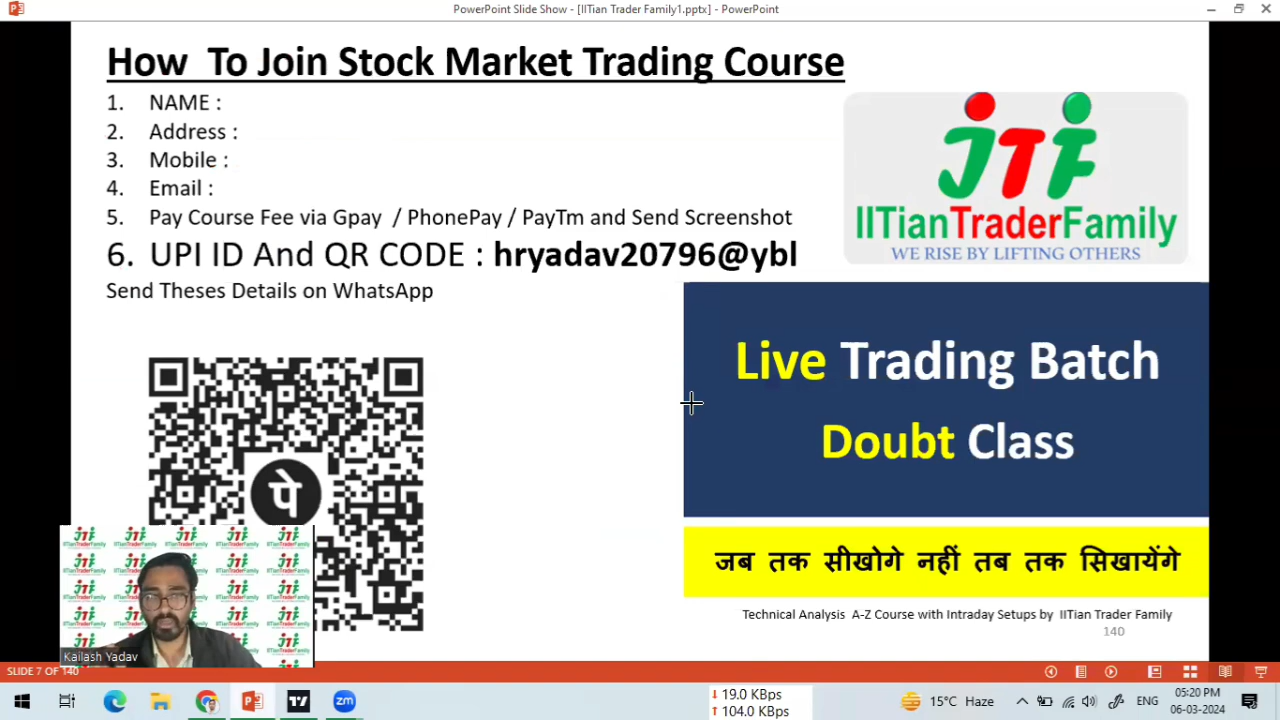 PowerPoint Slide Show - [IITian Trader Family1.pptx] - PowerPoint
How To Join Stock Market Trading Course
1. NAME :
2. Address :
3. Mobile :
4. Email :
5. Pay Course Fee via Gpay / PhonePay / PayTm and Send Screenshot
6. UPI ID And QR CODE : hryadav20796@ybl
Send Theses Details on WhatsApp
JTF
IITianTraderFamily
WE RISE BY LIFTING OTHERS
Live Trading Batch
Doubt Class
जब तक सीखोगे नहीं तब तक सिखायेंगे
Technical Analysis A-Z Course with Intraday Setups by IITian Trader Family
140
पे
Kailash Yadav
SLIDE 7 OF 140
19.0 KBps
104.0 KBps
15°C Haze
ENG
05:20 PM
06-03-2024